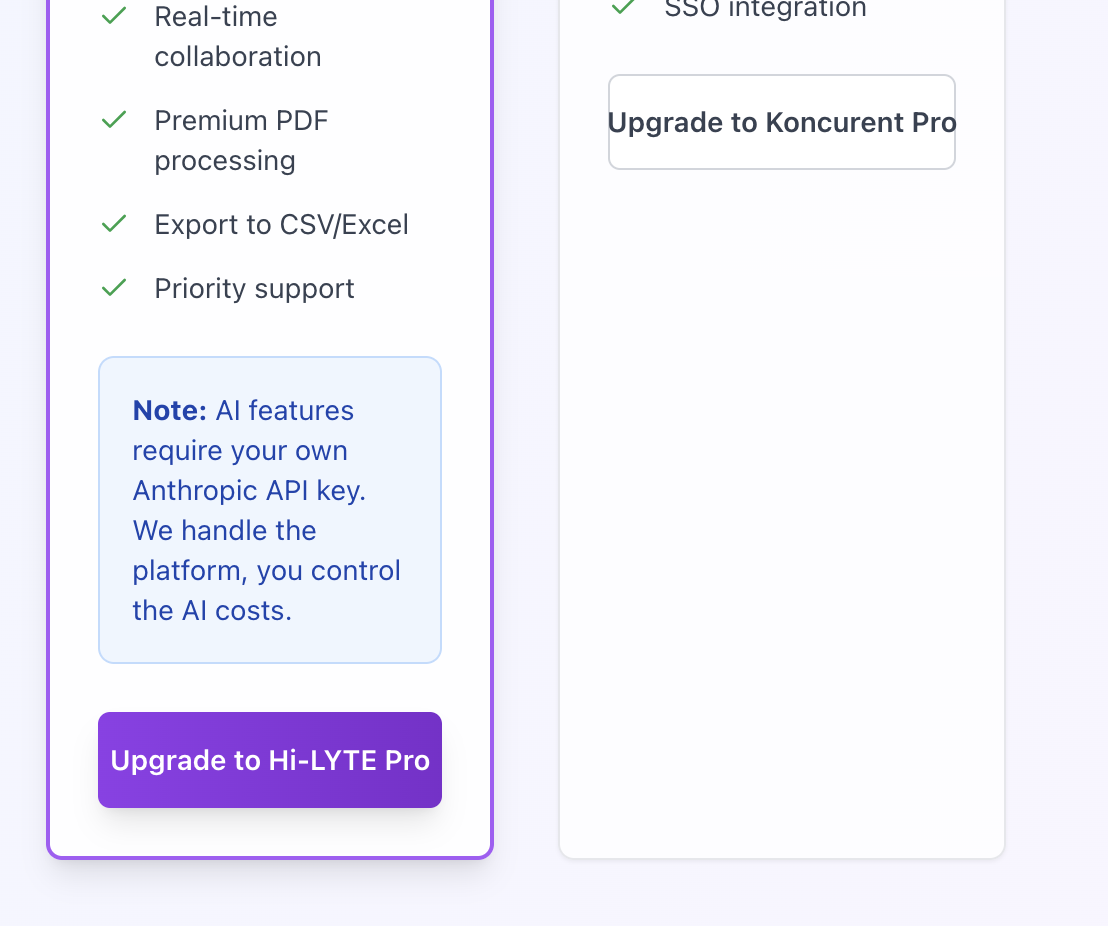 Real-time
collaboration
Premium PDF
processing
Export to CSV/Excel
Priority support
Note: AI features
require your own
Anthropic API key.
We handle the
platform, you control
the AI costs.
Upgrade to Hi-LYTE Pro
SSO integration
Upgrade to Koncurent Pro